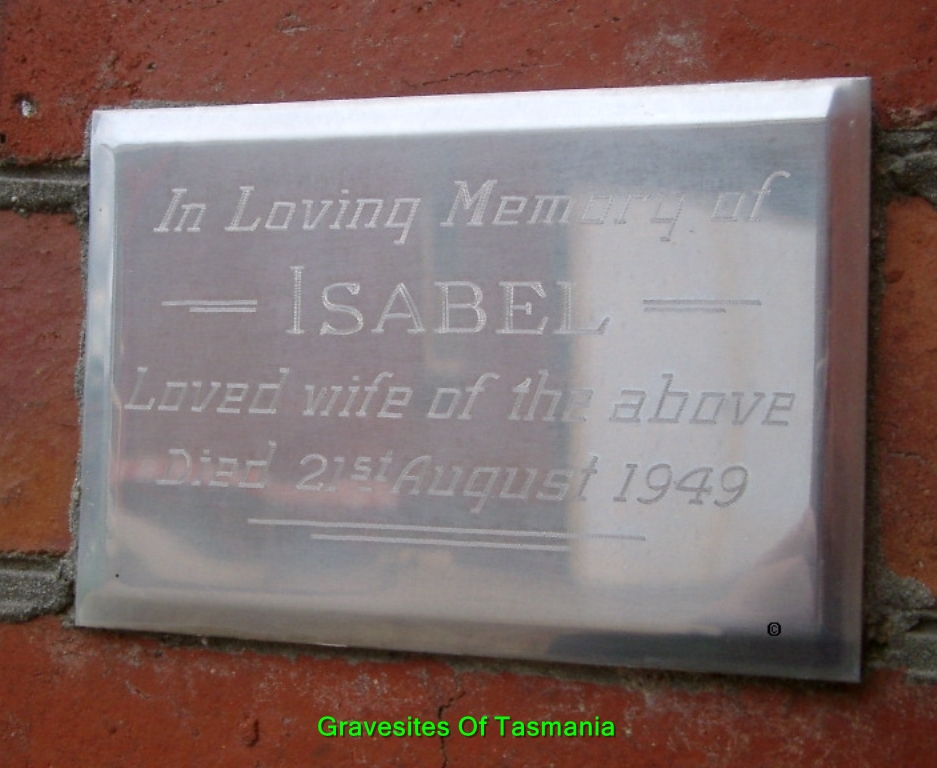 In Loving Memory of
ISABEL
Loved wife of the above
Died 21st August 1949
©
Gravesites Of Tasmania